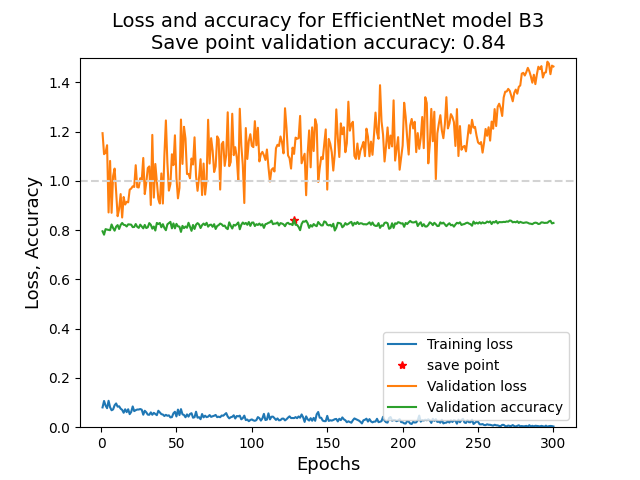 Loss and accuracy for EfficientNet model B3
Save point validation accuracy: 0.84
Loss, Accuracy
1.4
1.2
1.0
0.8
0.6
0.4
0.2
0.0
Training loss
save point
Validation loss
Validation accuracy
0 50 100 150 200 250 300
Epochs